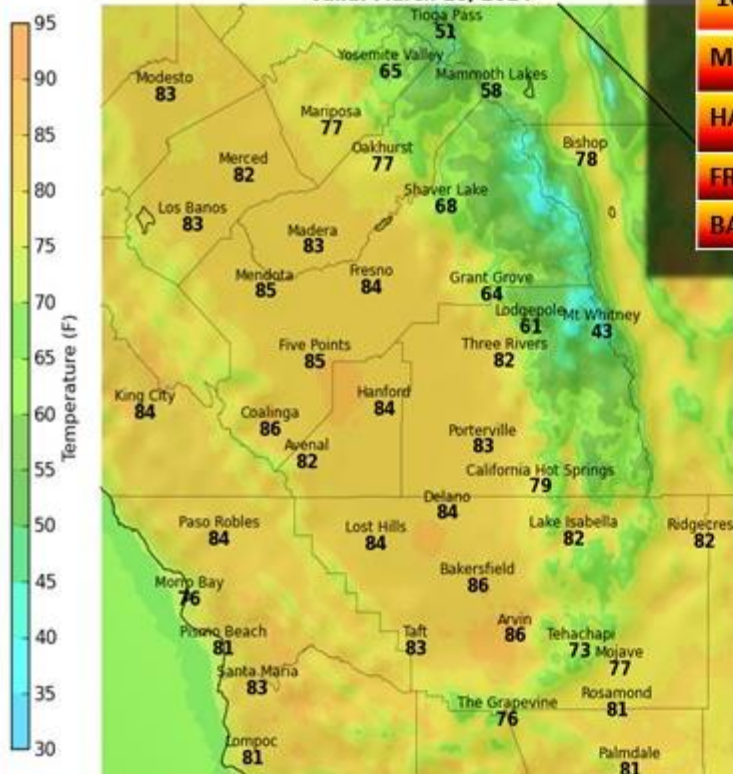 Tioga Pass
51
Yosemite Valley
65
Mammoth Lakes
58
Modesto
83
Mariposa
77
Bishop
78
Merced
82
Oakhurst
77
Shaver Lake
68
Los Banos
83
Madera
83
Mendota
85
Fresno
84
Grant Grove
64
Lodgepole
61
Mt Whitney
43
Five Points
85
Three Rivers
82
King City
84
Hanford
84
Coalinga
86
Avenal
82
Porterville
83
California Hot Springs
79
Delano
84
Paso Robles
84
Lost Hills
84
Lake Isabella
82
Ridgecres
82
Bakersfield
86
Morro Bay
76
Pismo Beach
81
Taft
83
Arvin
86
Tehachapi
73
Mojave
77
Santa Maria
83
The Grapevine
76
Rosamond
81
Lompoc
81
Palmdale
81
95
90
85
80
75
70
65
60
55
50
45
40
35
30
Temperature (F)
M
HA
FR
BA